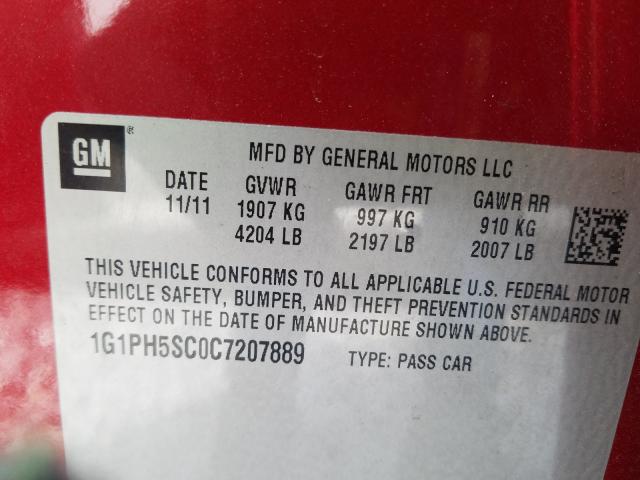 GM®
MFD BY GENERAL MOTORS LLC
DATE GVWR GAWR FRT GAWR RR
11/11 1907 KG 997 KG 910 KG
4204 LB 2197 LB 2007 LB
THIS VEHICLE CONFORMS TO ALL APPLICABLE U.S. FEDERAL MOTOR
VEHICLE SAFETY, BUMPER, AND THEFT PREVENTION STANDARDS IN
EFFECT ON THE DATE OF MANUFACTURE SHOWN ABOVE.
1G1PH5SC0C7207889 TYPE: PASS CAR